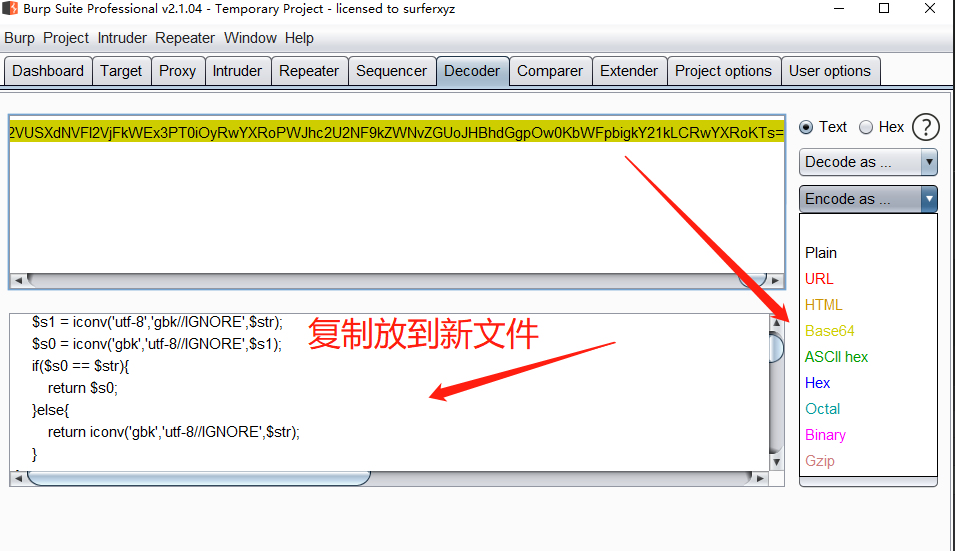 Burp Suite Professional v2.1.04 - Temporary Project - licensed to surferxyz
Burp Project Intruder Repeater Window Help
Dashboard Target Proxy Intruder Repeater Sequencer Decoder Comparer Extender Project options User options
2VUSXdNVFl2VjFkWEx3PT0iOyRwYXRoPWJhc2U2NF9kZWNvZGUoJHBhdGgpOw0KbWFpbigkY21kLCRwYXRoKTs=
Text Hex ?
Decode as ...
Encode as ...
Plain
URL
HTML
Base64
ASCII hex
Hex
Octal
Binary
Gzip
$s1 = iconv('utf-8','gbk//IGNORE',$str);
$s0 = iconv('gbk','utf-8//IGNORE',$s1);
if($s0 == $str){
return $s0;
}else{
return iconv('gbk','utf-8//IGNORE',$str);
}
复制放到新文件